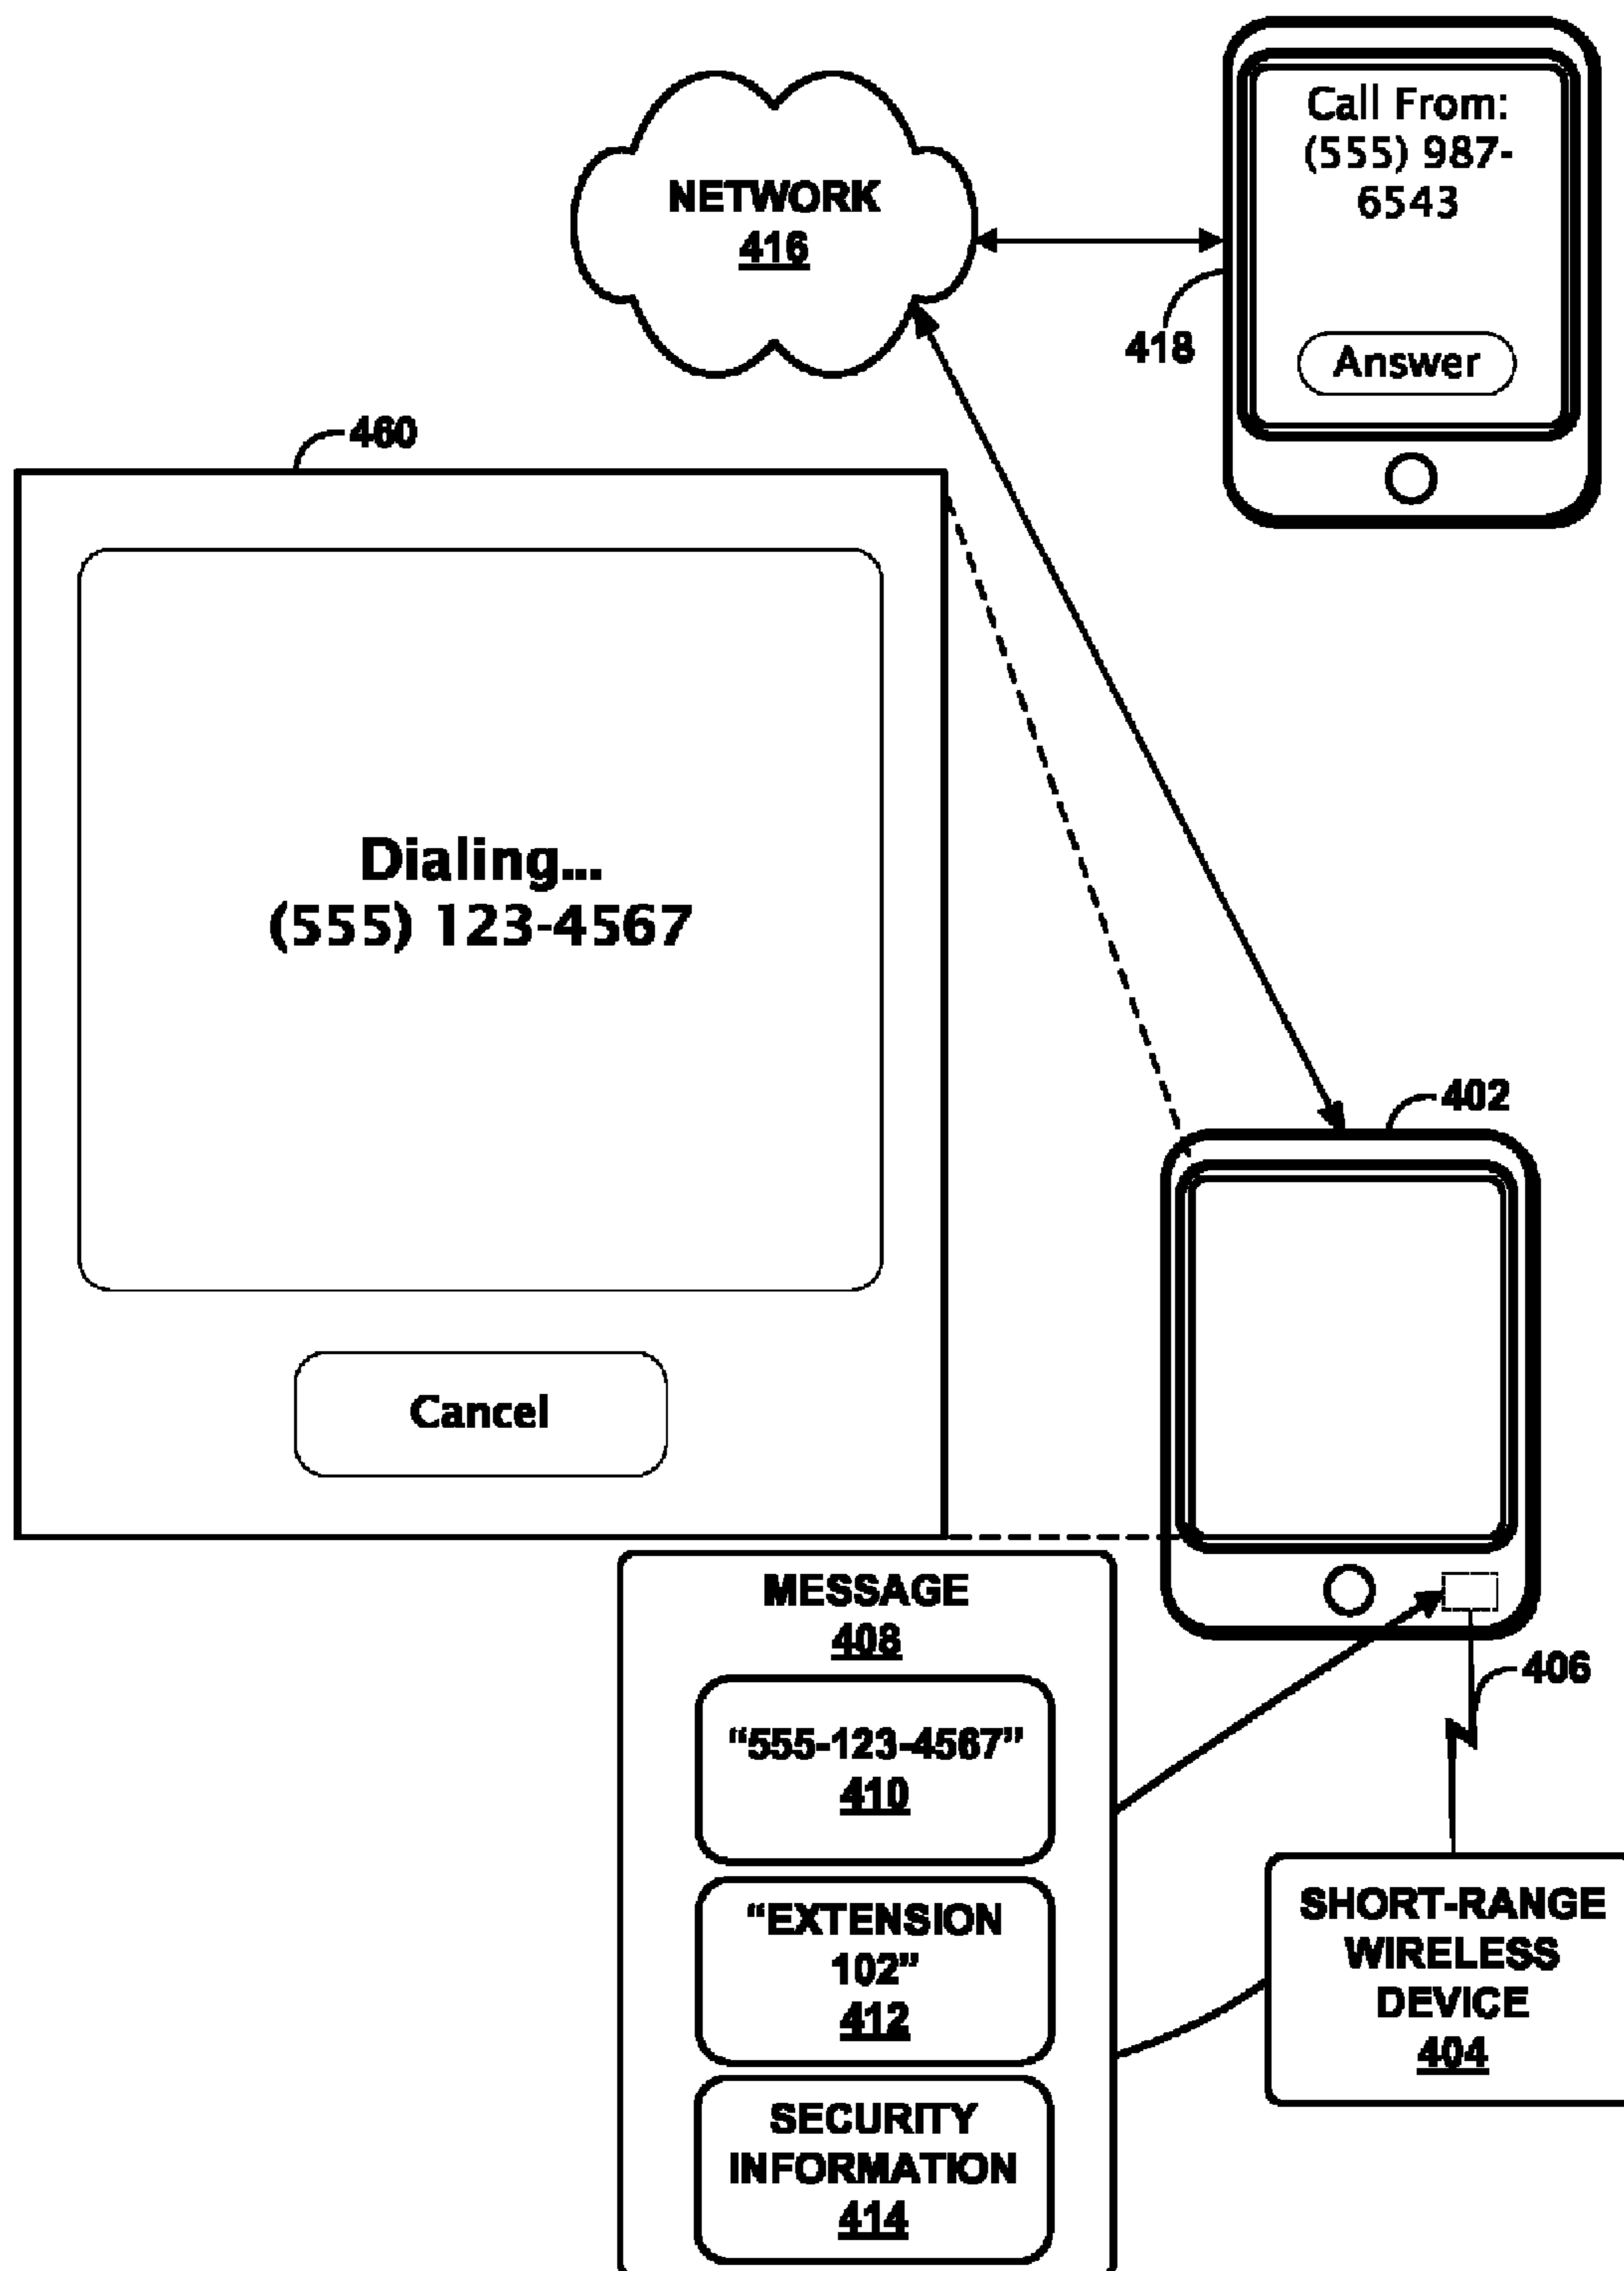 Call From:
(555) 987-
6543
Answer
418
NETWORK
416
460
Dialing...
(555) 123-4567
Cancel
402
406
MESSAGE
408
“555-123-4567”
410
“EXTENSION
102”
412
SECURITY
INFORMATION
414
SHORT-RANGE
WIRELESS
DEVICE
404